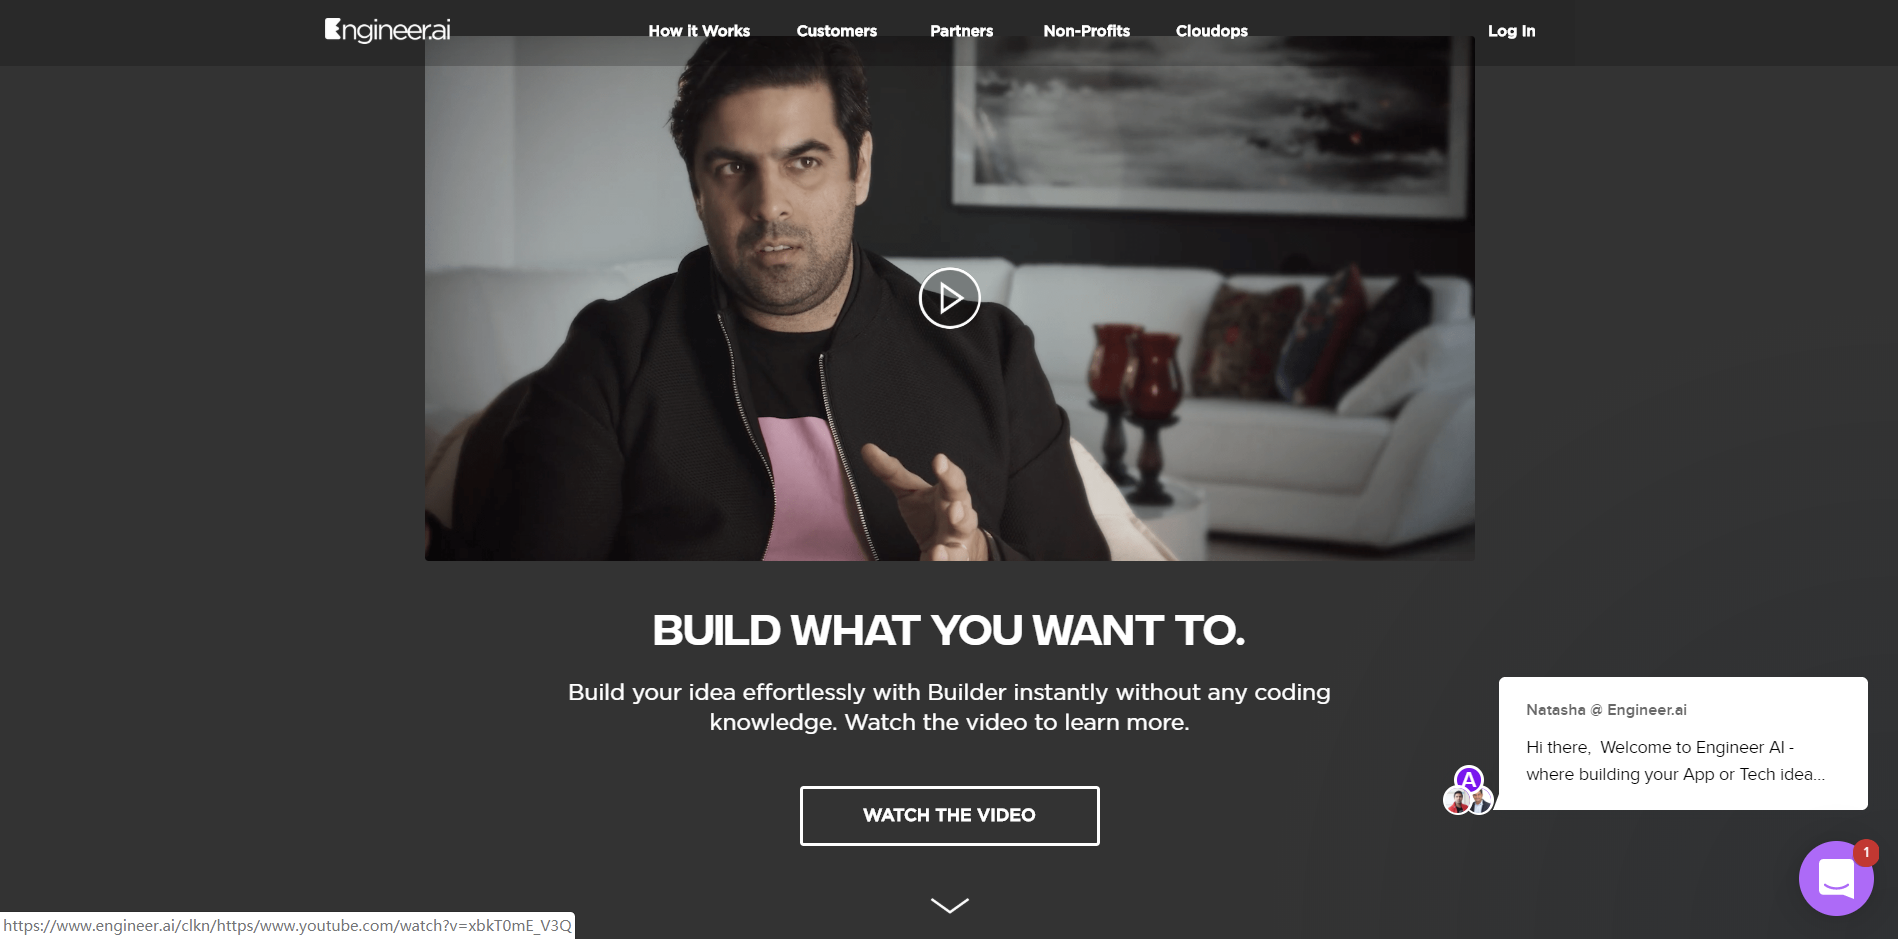 Engineer.ai
How it Works
Customers
Partners
Non-Profits
Cloudops
Log In
BUILD WHAT YOU WANT TO.
Build your idea effortlessly with Builder instantly without any coding
knowledge. Watch the video to learn more.
WATCH THE VIDEO
Natasha @ Engineer.ai
Hi there,  Welcome to Engineer AI -
where building your App or Tech idea...
A
1
https://www.engineer.ai/clkn/https/www.youtube.com/watch?v=xbkT0mE_V3Q